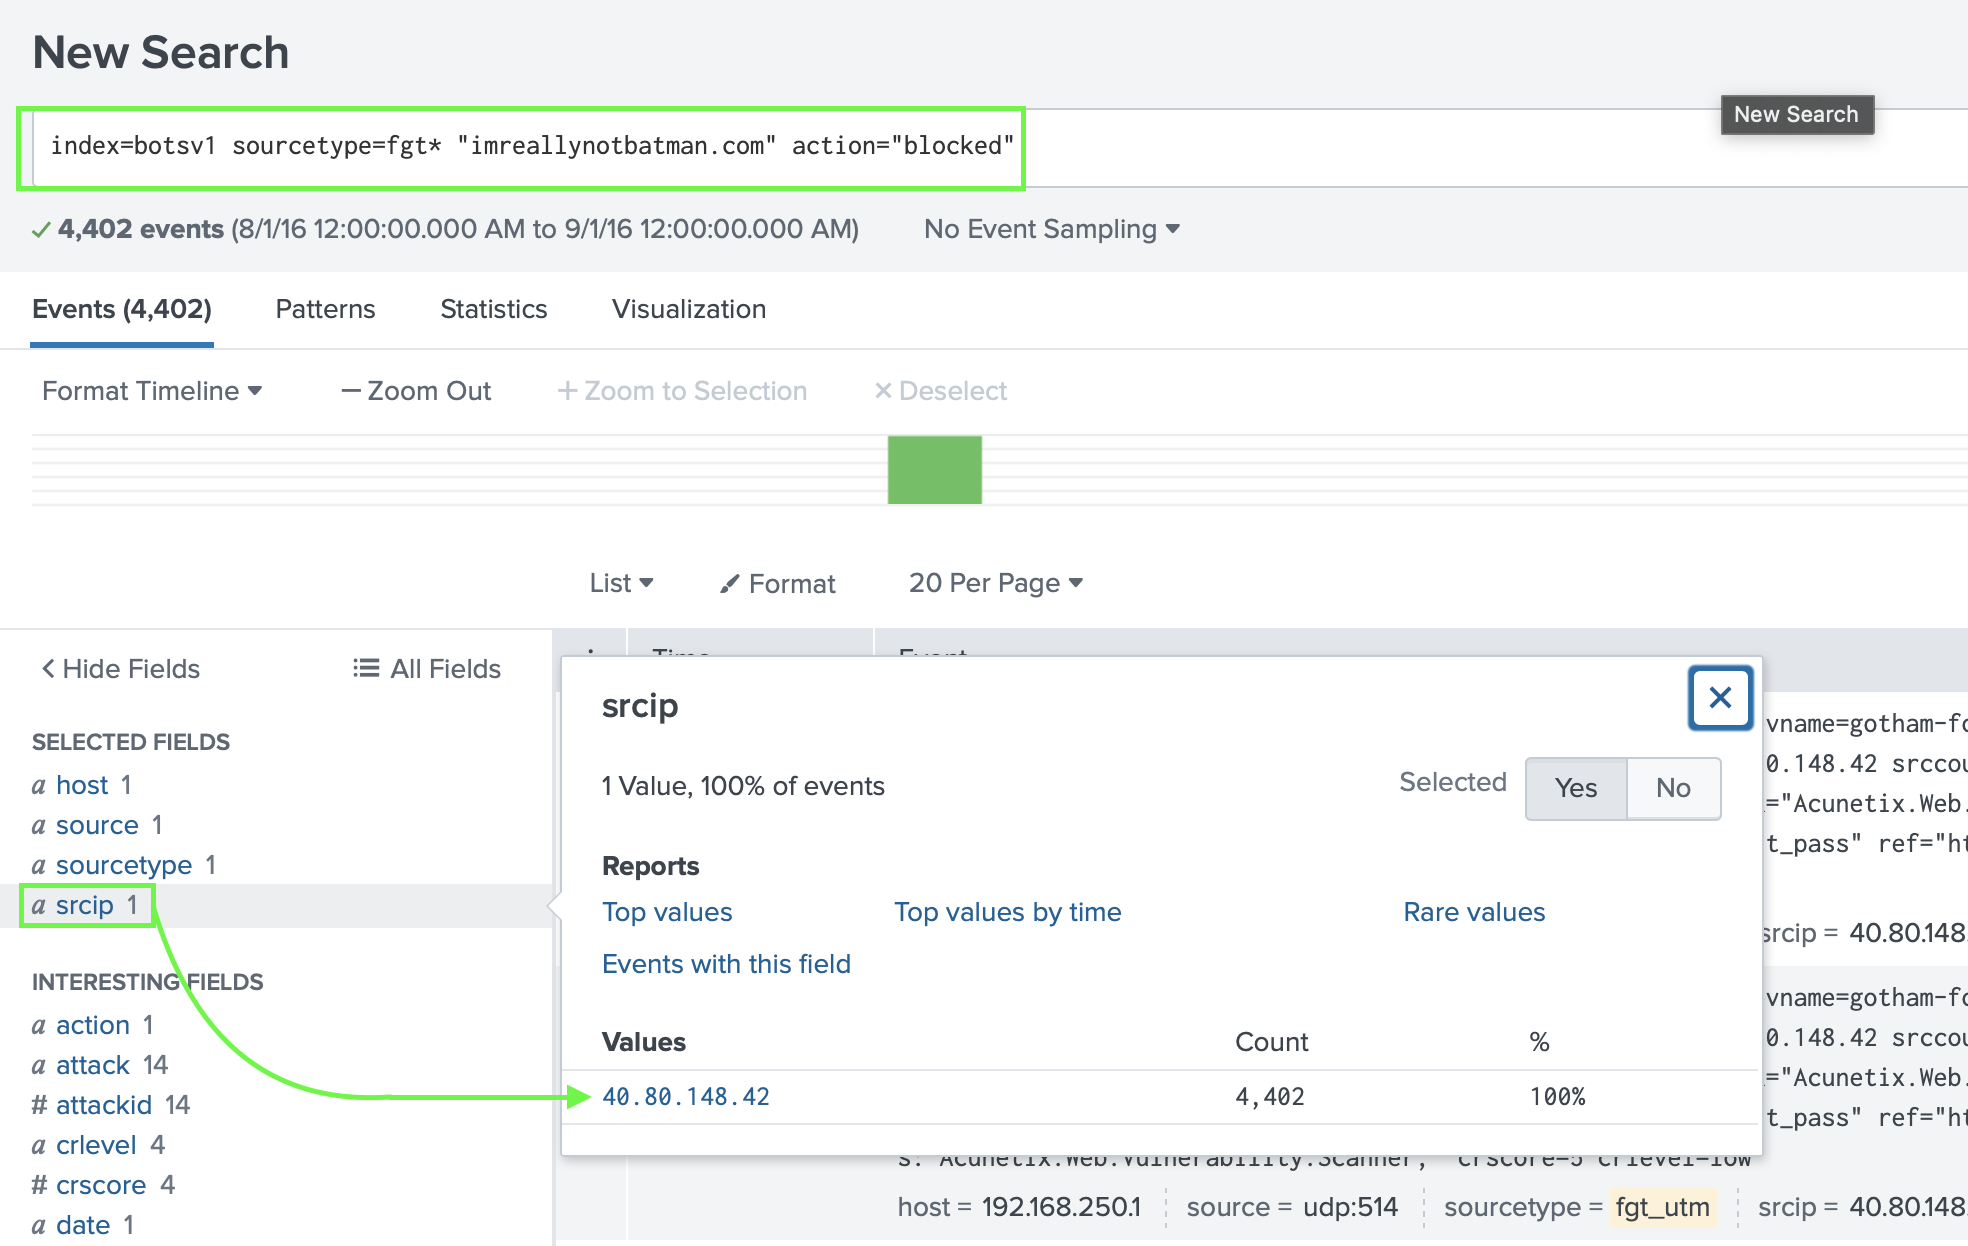 New Search
New Search
index=botsv1 sourcetype=fgt* "imreallynotbatman.com" action="blocked"
4,402 events (8/1/16 12:00:00.000 AM to 9/1/16 12:00:00.000 AM) No Event Sampling
Events (4,402) Patterns Statistics Visualization
Format Timeline — Zoom Out + Zoom to Selection × Deselect
List Format 20 Per Page
< Hide Fields All Fields
Time Event
SELECTED FIELDS
a host 1
a source 1
a sourcetype 1
a srcip 1
INTERESTING FIELDS
a action 1
a attack 14
# attackid 14
a crlevel 4
# crscore 4
a date 1
srcip
1 Value, 100% of events
Selected Yes No
Reports
Top values Top values by time Rare values
Events with this field
Values Count %
40.80.148.42 4,402 100%
vname=gotham-fo
0.148.42 srccou
="Acunetix.Web.
t_pass" ref="ht
srcip = 40.80.148.
vname=gotham-fo
0.148.42 srccou
="Acunetix.Web.
t_pass" ref="ht
s: Acunetix.Web.Vulnerability.Scanner," crscore=5 crlevel=low
host = 192.168.250.1 source = udp:514 sourcetype = fgt_utm srcip = 40.80.148.